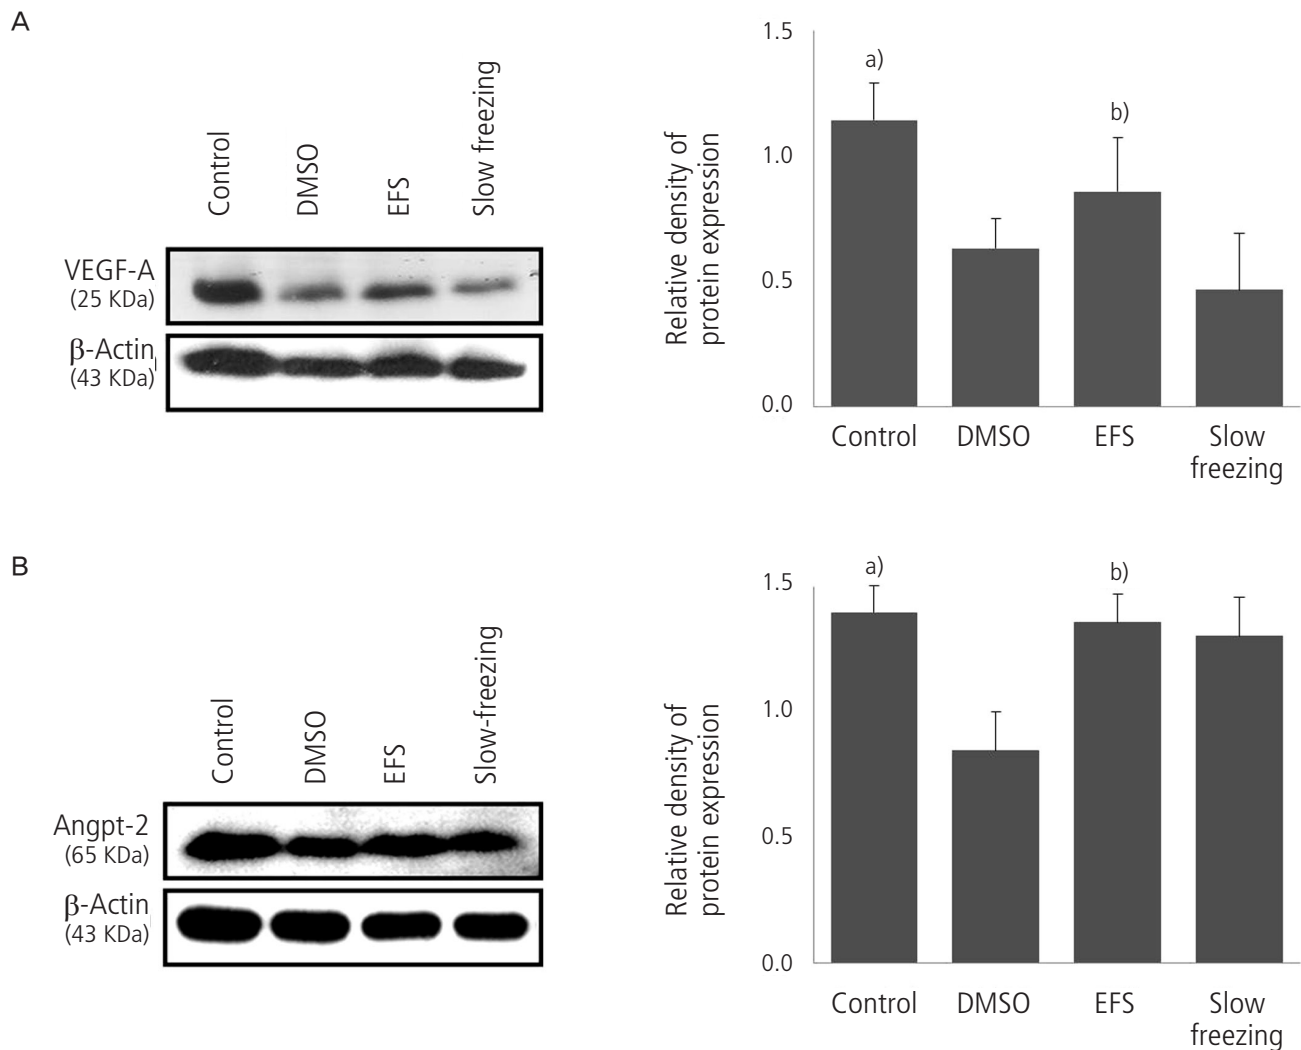 A
Control
DMSO
EFS
Slow freezing
VEGF-A
(25 KDa)
β-Actin
(43 KDa)
Relative density of
protein expression
1.5
1.0
0.5
0.0
a)
b)
Control
DMSO
EFS
Slow
freezing
B
Control
DMSO
EFS
Slow-freezing
Angpt-2
(65 KDa)
β-Actin
(43 KDa)
Relative density of
protein expression
1.5
1.0
0.5
0.0
a)
b)
Control
DMSO
EFS
Slow
freezing